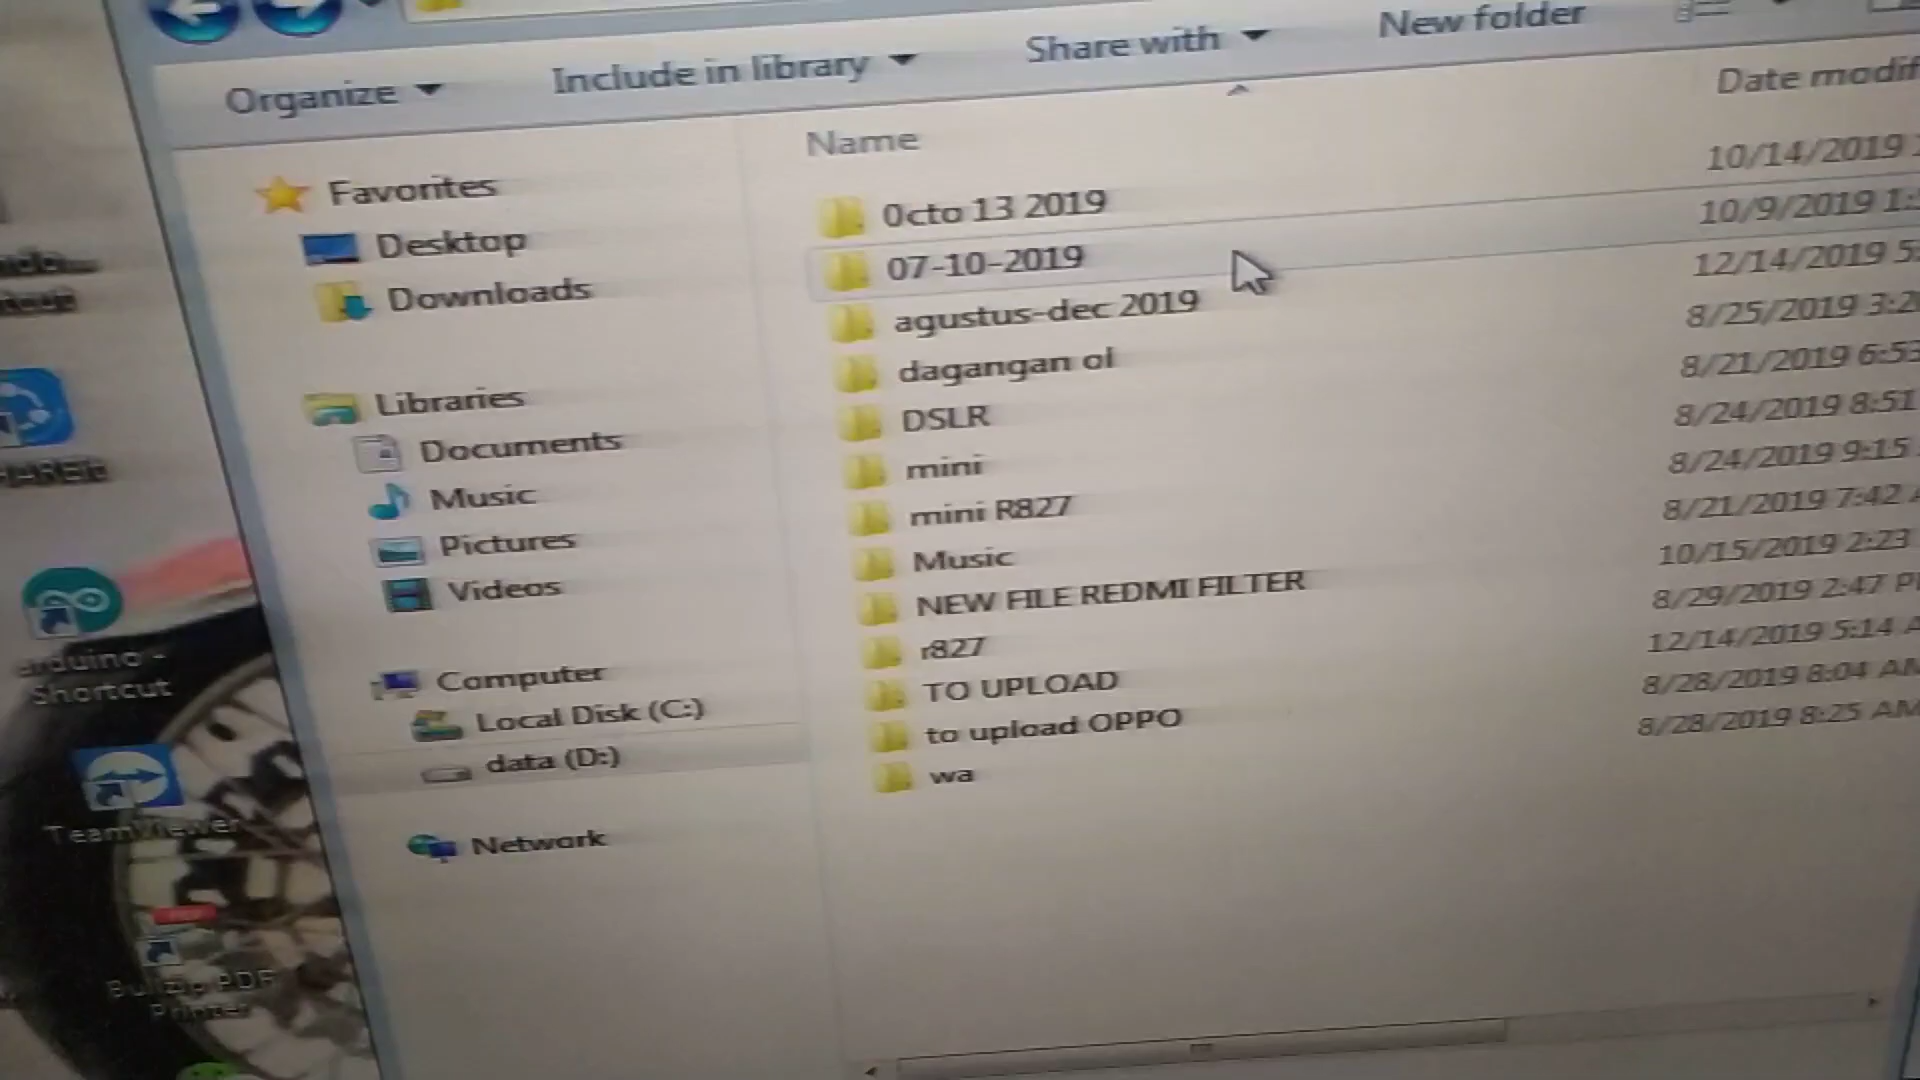 Organize
Include in library
Share with
New folder
Name
Date modif
Favorites
Desktop
Downloads
Libraries
Documents
Music
Pictures
Videos
Computer
Local Disk (C:)
data (D:)
Network
0cto 13 2019
07-10-2019
agustus-dec 2019
dagangan ol
DSLR
mini
mini R827
Music
NEW FILE REDMI FILTER
r827
TO UPLOAD
to upload OPPO
wa
10/14/2019
10/9/2019 1:
12/14/2019 5:
8/25/2019 3:2
8/21/2019 6:53
8/24/2019 8:51
8/24/2019 9:15
8/21/2019 7:42 A
10/15/2019 2:23
8/29/2019 2:47 P
12/14/2019 5:14 A
8/28/2019 8:04 AM
8/28/2019 8:25 AM
arduino -
Shortcut
TeamViewer
Bullzip PDF
Printer